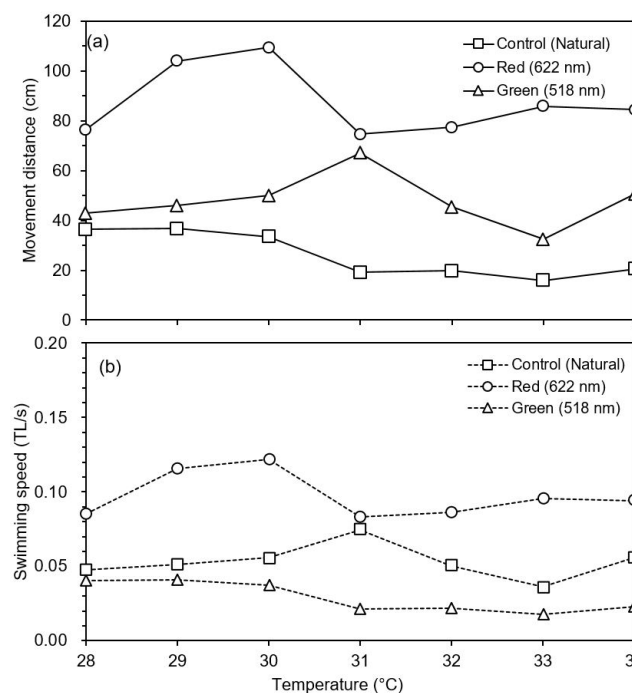 (a)
Control (Natural)
Red (622 nm)
Green (518 nm)
Movement distance (cm)
120
100
80
60
40
20
0
(b)
Control (Natural)
Red (622 nm)
Green (518 nm)
Swimming speed (TL/s)
0.20
0.15
0.10
0.05
0.00
28 29 30 31 32 33
Temperature (°C)